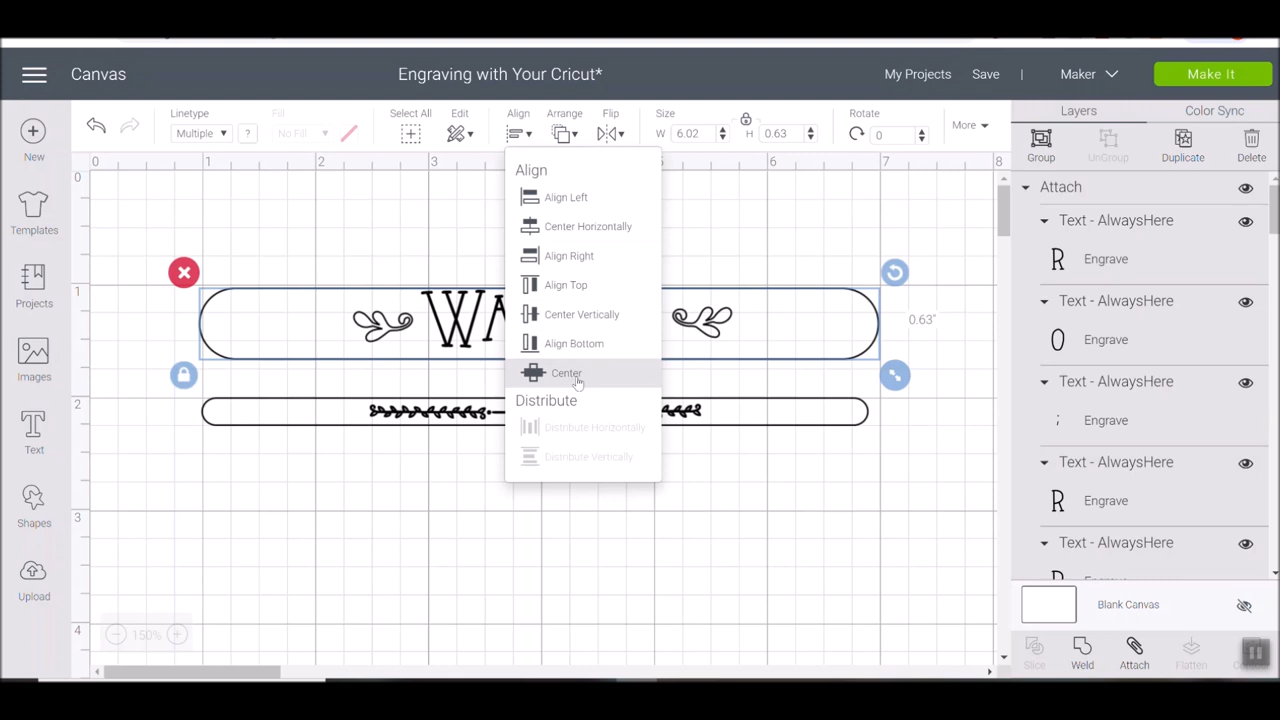 Canvas
Engraving with Your Cricut*
My Projects
Save
|
Maker
Make It
Linetype
Multiple
?
Fill
No Fill
Select All
Edit
Align
Arrange
Flip
Size
W 6.02
H 0.63
Rotate
0
More
Layers
Color Sync
New
Templates
Projects
Images
Text
Shapes
Upload
0 1 2 3 5 6 7 8
0
1
2
3
4
Align
Align Left
Center Horizontally
Align Right
Align Top
Center Vertically
Align Bottom
Center
Distribute
Distribute Horizontally
Distribute Vertically
WA
0.63"
150%
Group
UnGroup
Duplicate
Delete
Attach
Text - AlwaysHere
R Engrave
Text - AlwaysHere
O Engrave
Text - AlwaysHere
; Engrave
Text - AlwaysHere
R Engrave
Text - AlwaysHere
Blank Canvas
Slice
Weld
Attach
Flatten